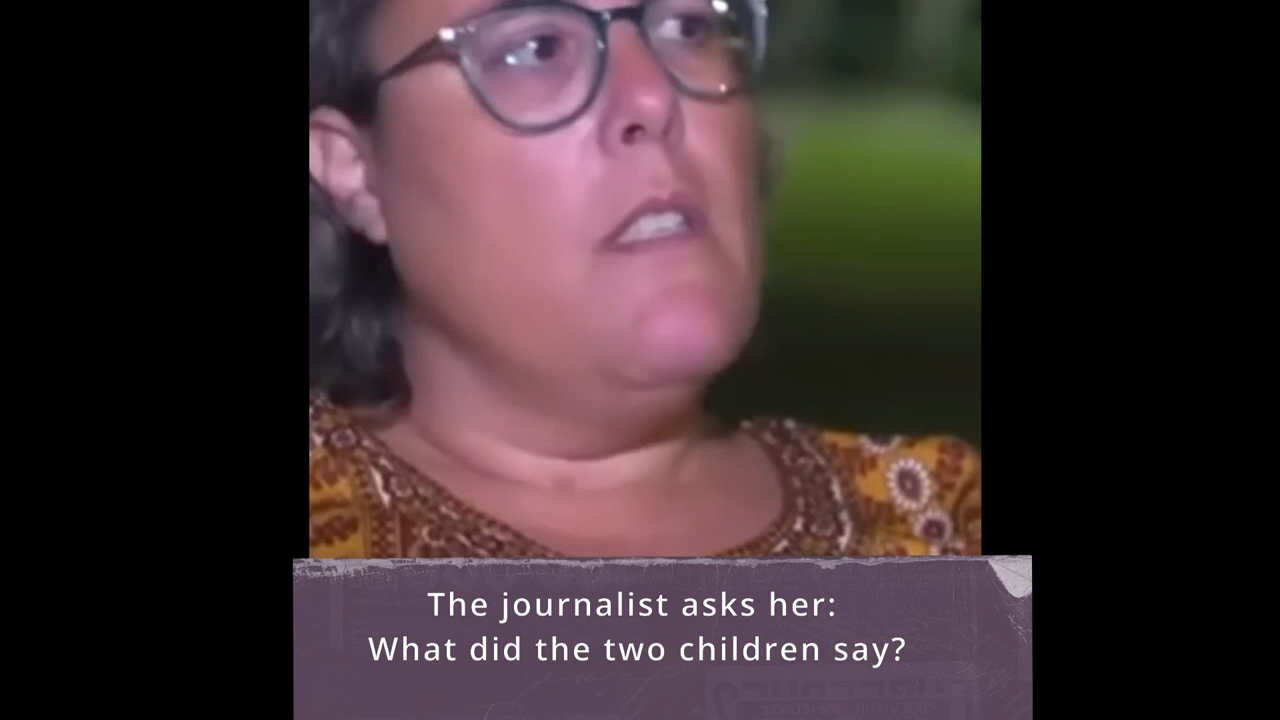 The journalist asks her:
What did the two children say?